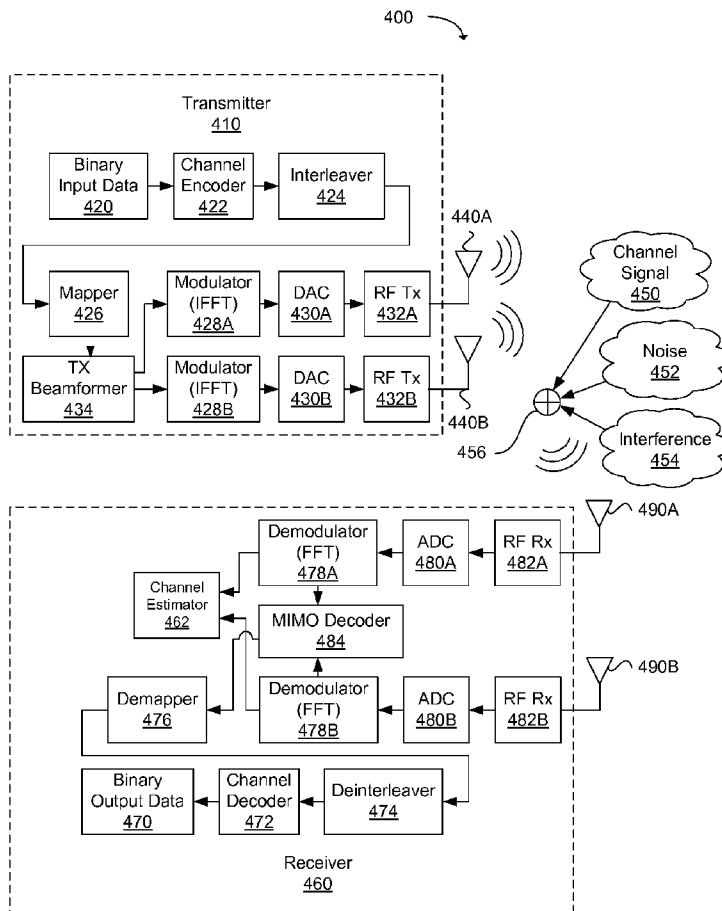 400
Transmitter
410
Binary
Input Data
420
Channel
Encoder
422
Interleaver
424
Mapper
426
TX
Beamformer
434
Modulator
(IFFT)
428A
DAC
430A
RF Tx
432A
Modulator
(IFFT)
428B
DAC
430B
RF Tx
432B
440A
440B
Channel
Signal
450
Noise
452
Interference
454
456
490A
Demodulator
(FFT)
478A
ADC
480A
RF Rx
482A
Channel
Estimator
462
MIMO Decoder
484
490B
Demapper
476
Demodulator
(FFT)
478B
ADC
480B
RF Rx
482B
Binary
Output Data
470
Channel
Decoder
472
Deinterleaver
474
Receiver
460